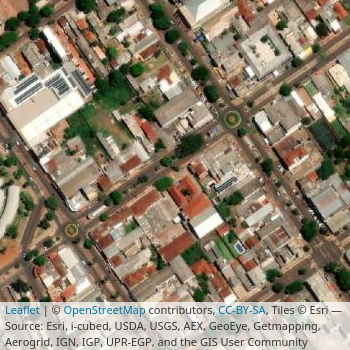 Leaflet | © OpenStreetMap contributors, CC-BY-SA, Tiles © Esri —
Source: Esri, i-cubed, USDA, USGS, AEX, GeoEye, Getmapping,
Aerogrid, IGN, IGP, UPR-EGP, and the GIS User Community